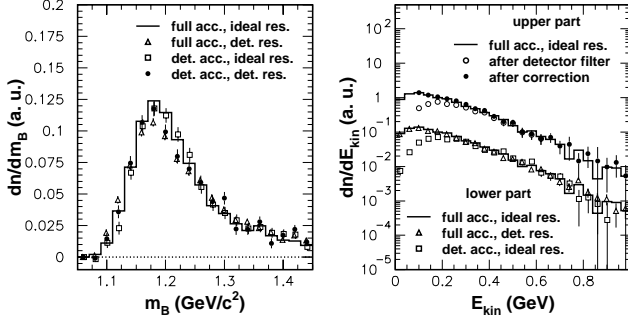 dn/dm_B (a. u.)
0.2
0.175
0.15
0.125
0.1
0.075
0.05
0.025
0
full acc., ideal res.
full acc., det. res.
det. acc., ideal res.
det. acc., det. res.
1.1 1.2 1.3 1.4
m_B (GeV/c²)
dn/dE_kin (a. u.)
10²
10
1
10⁻¹
10⁻²
10⁻³
10⁻⁴
10⁻⁵
upper part
full acc., ideal res.
after detector filter
after correction
lower part
full acc., ideal res.
full acc., det. res.
det. acc., ideal res.
0 0.2 0.4 0.6 0.8
E_kin (GeV)